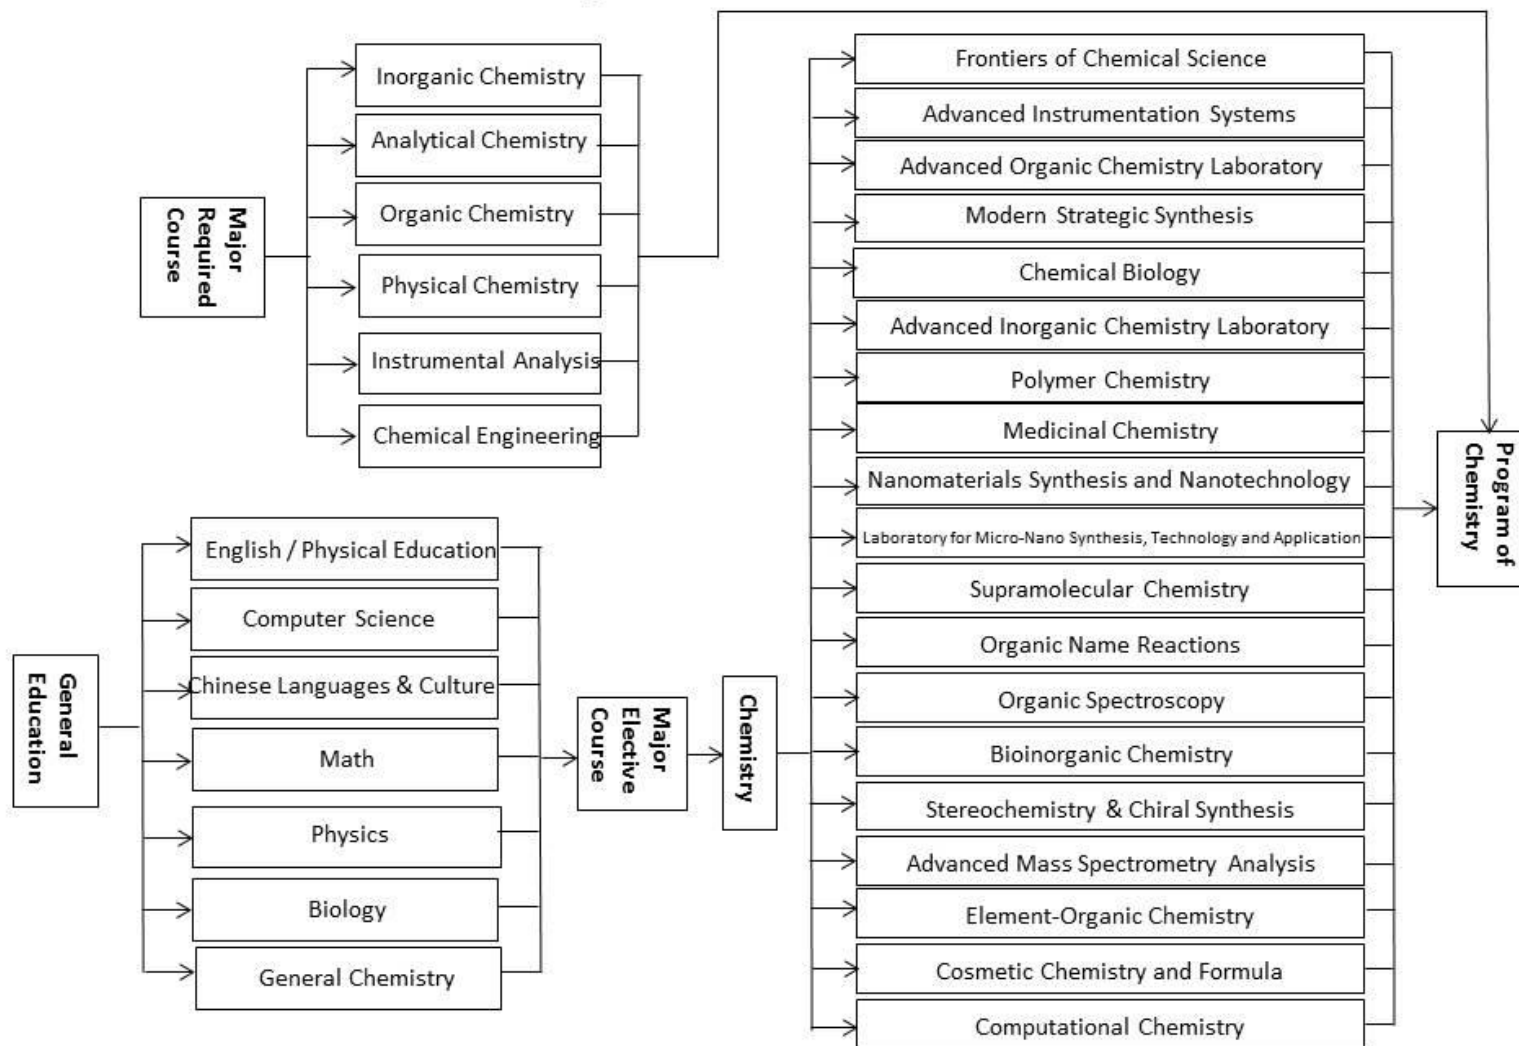 Major
Required
Course
Inorganic Chemistry
Analytical Chemistry
Organic Chemistry
Physical Chemistry
Instrumental Analysis
Chemical Engineering
General
Education
English / Physical Education
Computer Science
Chinese Languages & Culture
Math
Physics
Biology
General Chemistry
Major
Elective
Course
Chemistry
Frontiers of Chemical Science
Advanced Instrumentation Systems
Advanced Organic Chemistry Laboratory
Modern Strategic Synthesis
Chemical Biology
Advanced Inorganic Chemistry Laboratory
Polymer Chemistry
Medicinal Chemistry
Nanomaterials Synthesis and Nanotechnology
Laboratory for Micro-Nano Synthesis, Technology and Application
Supramolecular Chemistry
Organic Name Reactions
Organic Spectroscopy
Bioinorganic Chemistry
Stereochemistry & Chiral Synthesis
Advanced Mass Spectrometry Analysis
Element-Organic Chemistry
Cosmetic Chemistry and Formula
Computational Chemistry
Program of
Chemistry